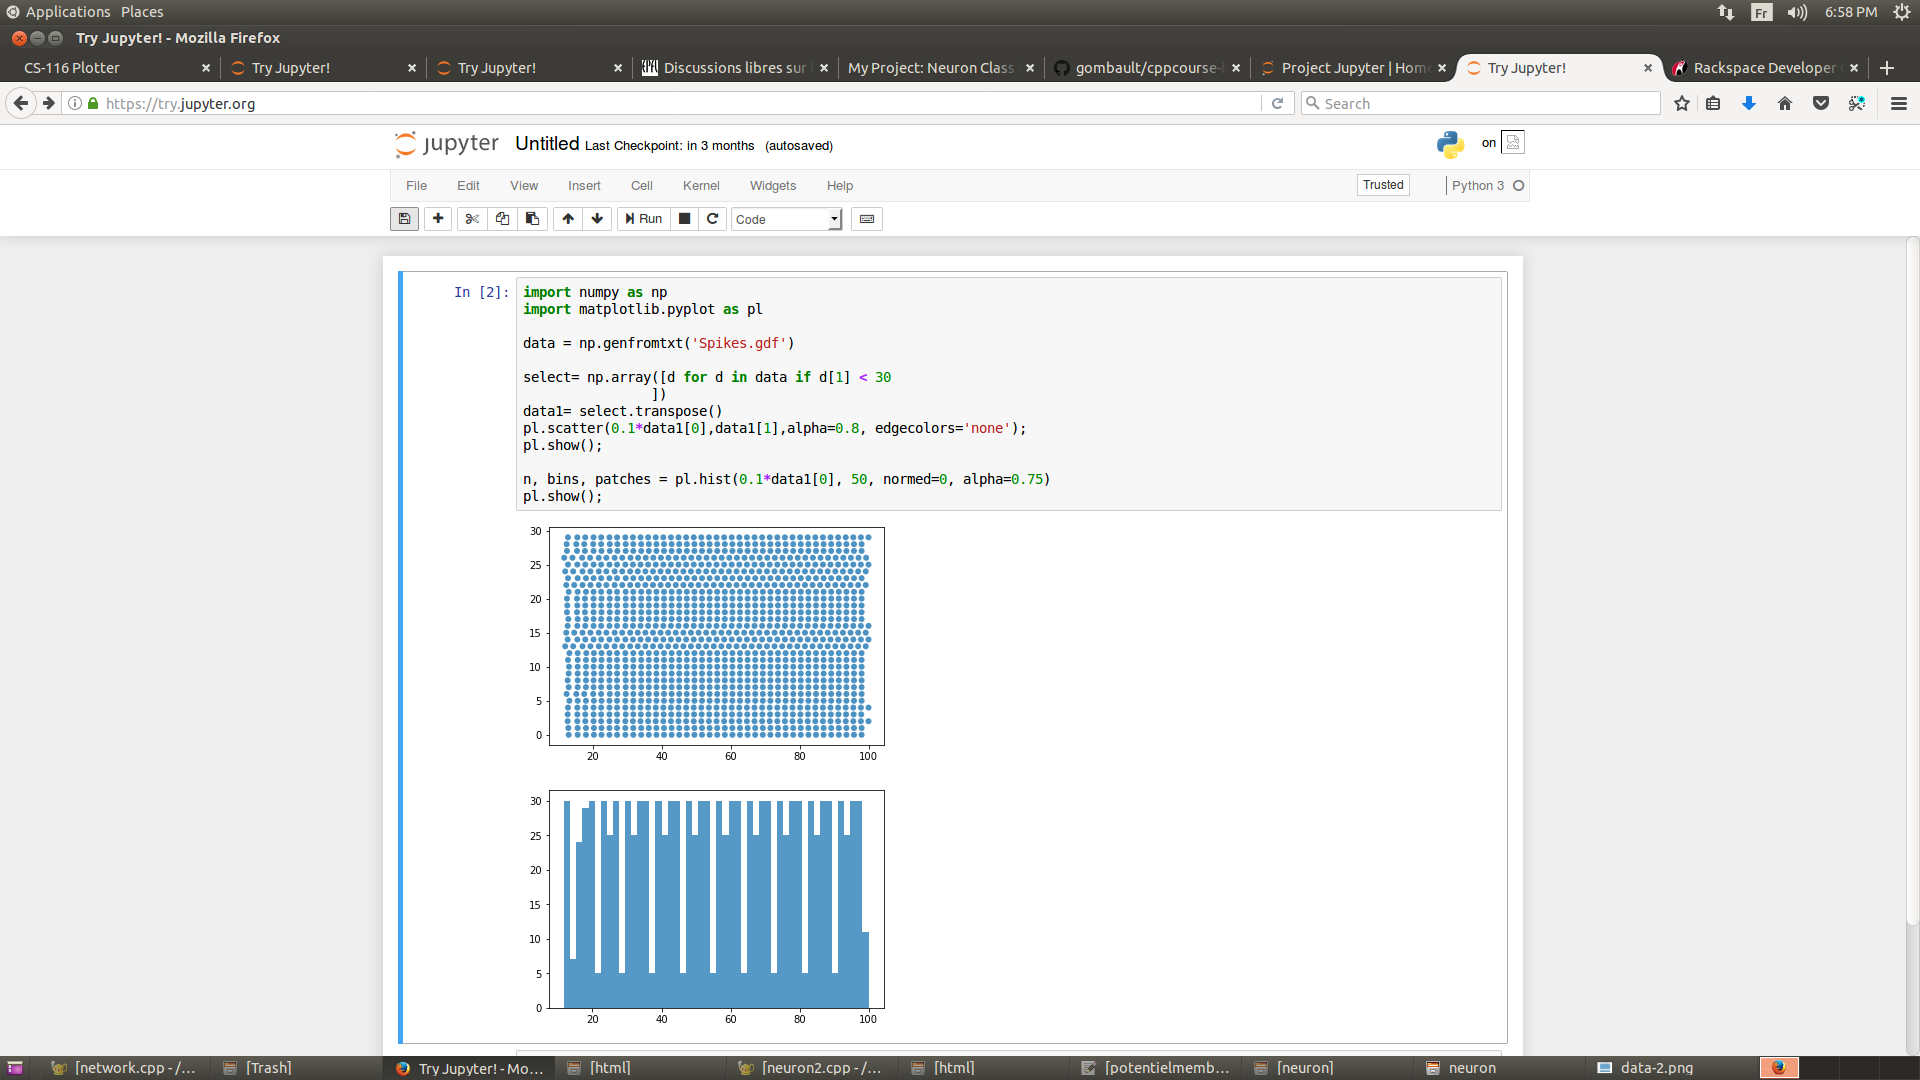 Applications Places
Fr 6:58 PM
Try Jupyter! - Mozilla Firefox
CS-116 Plotter
Try Jupyter!
Try Jupyter!
Discussions libres sur
My Project: Neuron Class
gombault/cppcourse-
Project Jupyter | Home
Try Jupyter!
Rackspace Developer
https://try.jupyter.org
Search
jupyter Untitled Last Checkpoint: in 3 months (autosaved)
on
File Edit View Insert Cell Kernel Widgets Help
Trusted Python 3
Run Code
In [2]:
import numpy as np
import matplotlib.pyplot as pl
data = np.genfromtxt('Spikes.gdf')
select= np.array([d for d in data if d[1] < 30
])
data1= select.transpose()
pl.scatter(0.1*data1[0],data1[1],alpha=0.8, edgecolors='none');
pl.show();
n, bins, patches = pl.hist(0.1*data1[0], 50, normed=0, alpha=0.75)
pl.show();
30
25
20
15
10
5
0
20 40 60 80 100
30
25
20
15
10
5
0
20 40 60 80 100
[network.cpp - /...
[Trash]
Try Jupyter! - Mo...
[html]
[neuron2.cpp - /...
[html]
[potentielmemb...
[neuron]
neuron
data-2.png